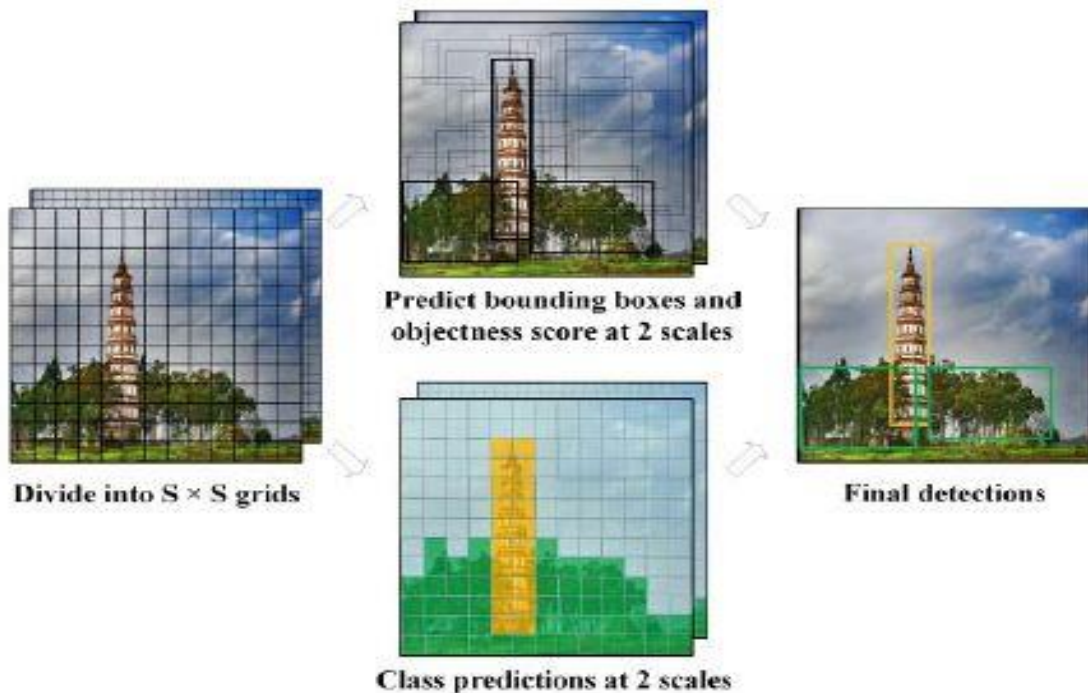 Predict bounding boxes and
objectness score at 2 scales
Divide into S × S grids
Final detections
Class predictions at 2 scales